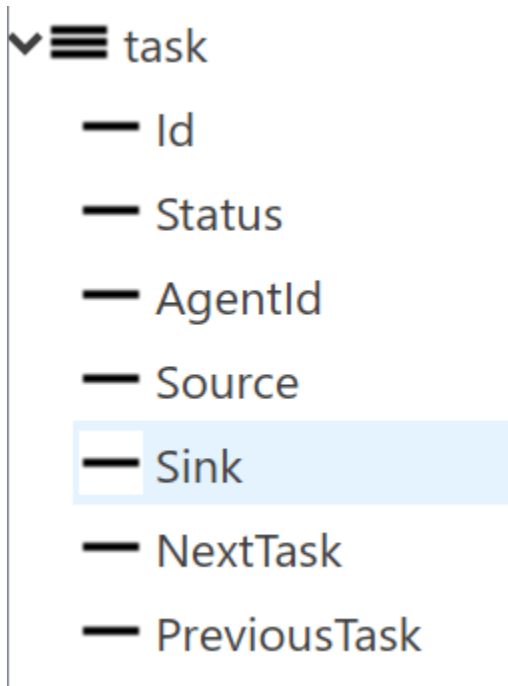 task
Id
Status
AgentId
Source
Sink
NextTask
PreviousTask